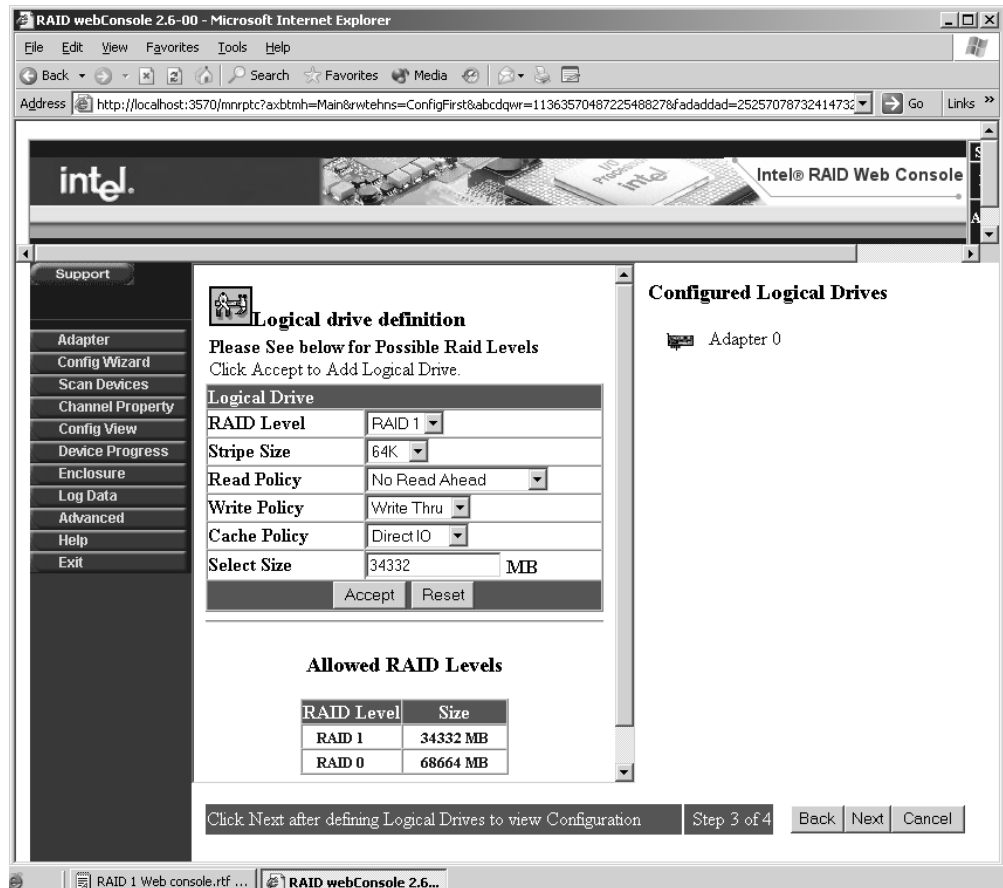 RAID webConsole 2.6-00 - Microsoft Internet Explorer
File Edit View Favorites Tools Help
Back Search Favorites Media
Address http://localhost:3570/mnrptc?axbtmh=Main&rwtehns=ConfigFirst&abcdqwr=11363570487225488278&fadaddad=25257078732414732 Go Links »
intel.
I/O Processor
intel
Intel® RAID Web Console
S
A
Support
Adapter
Config Wizard
Scan Devices
Channel Property
Config View
Device Progress
Enclosure
Log Data
Advanced
Help
Exit
Logical drive definition
Please See below for Possible Raid Levels
Click Accept to Add Logical Drive.
Logical Drive
RAID Level RAID 1
Stripe Size 64K
Read Policy No Read Ahead
Write Policy Write Thru
Cache Policy Direct IO
Select Size 34332 MB
Accept Reset
Allowed RAID Levels
RAID Level Size
RAID 1 34332 MB
RAID 0 68664 MB
Configured Logical Drives
Adapter 0
Click Next after defining Logical Drives to view Configuration Step 3 of 4 Back Next Cancel
RAID 1 Web console.rtf ... RAID webConsole 2.6...